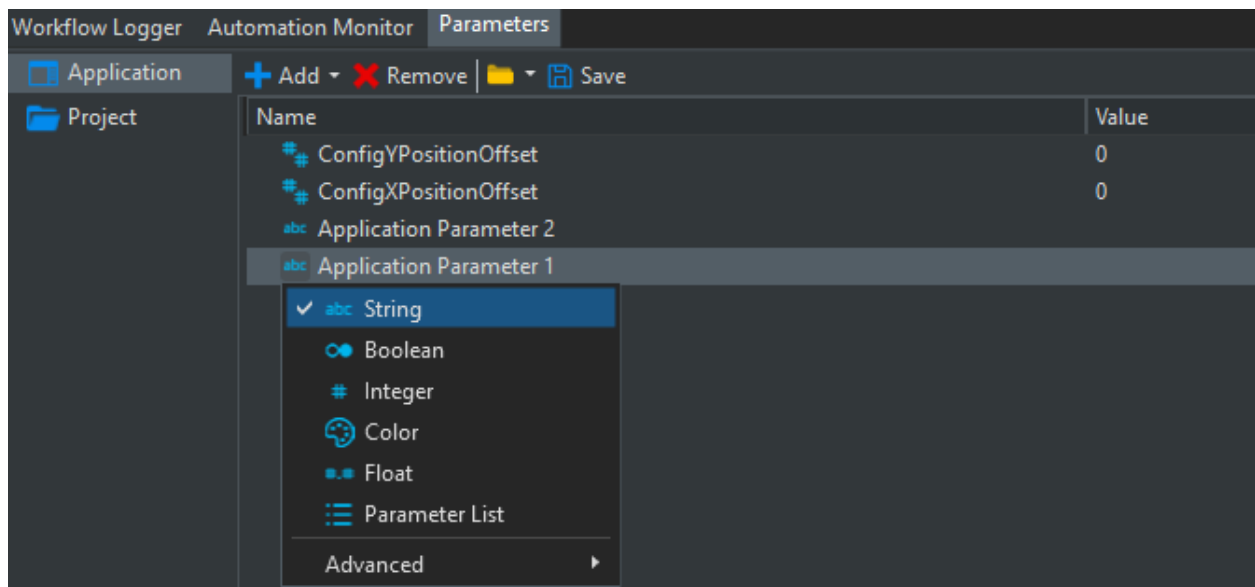 Workflow Logger Automation Monitor Parameters
Application Add Remove Save
Project Name Value
ConfigYPositionOffset 0
ConfigXPositionOffset 0
abc Application Parameter 2
abc Application Parameter 1
abc String
Boolean
# Integer
Color
#.# Float
Parameter List
Advanced